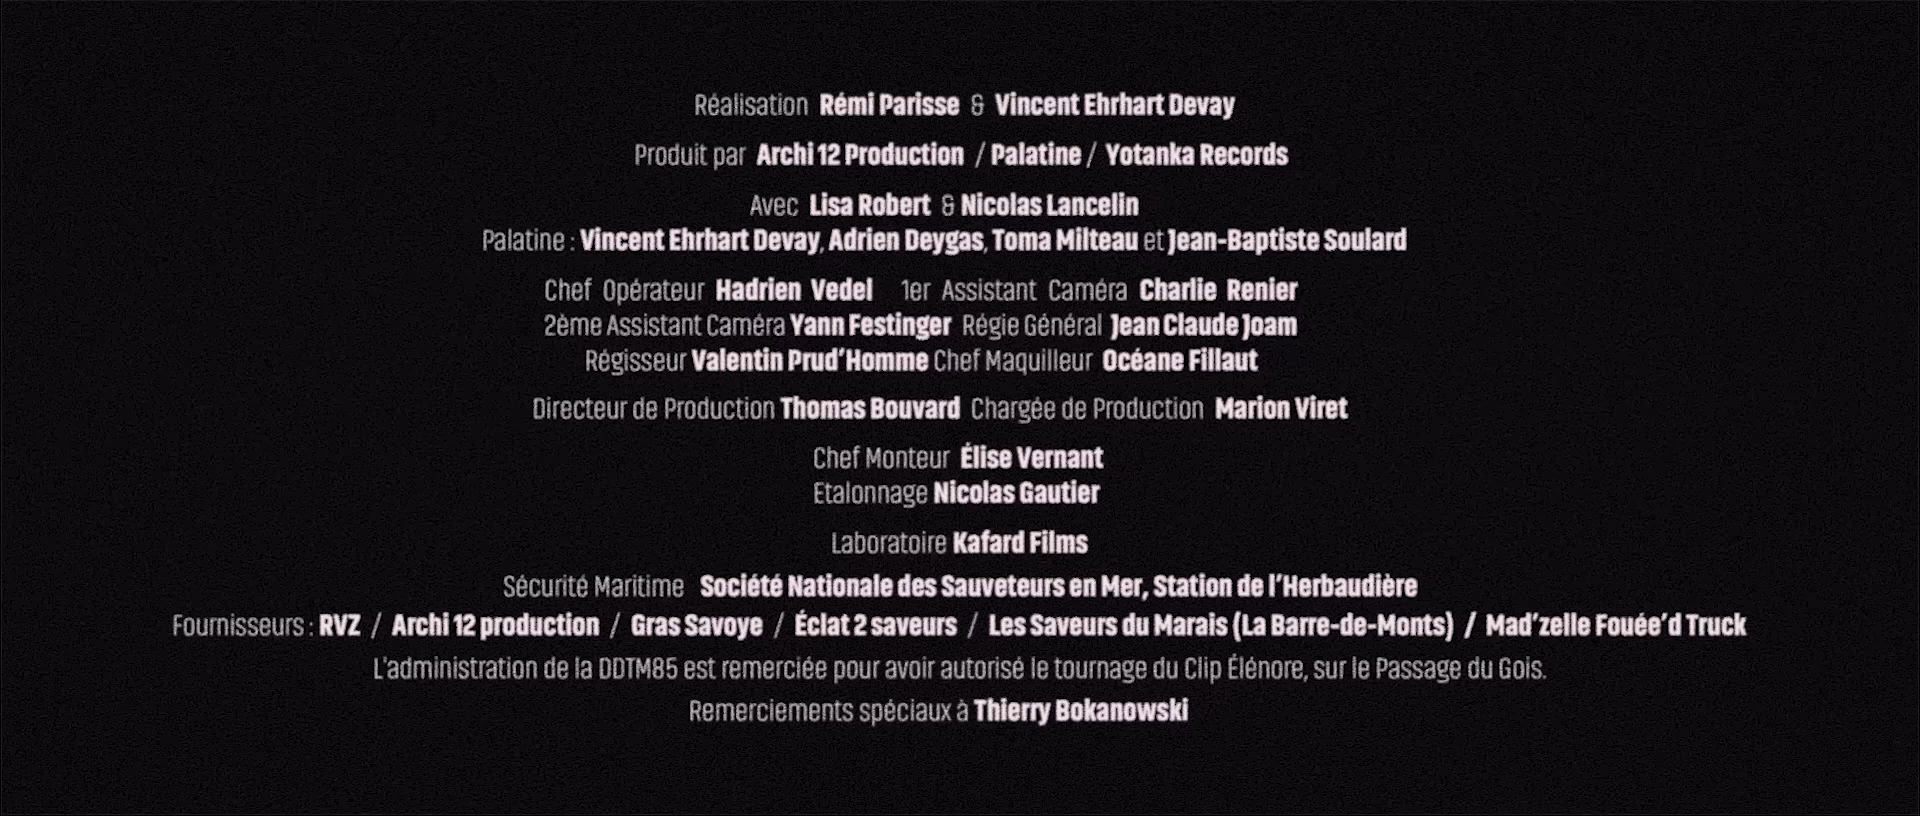 Réalisation Rémi Parisse & Vincent Ehrhart Devay
Produit par Archi 12 Production / Palatine / Yotanka Records
Avec Lisa Robert & Nicolas Lancelin
Palatine : Vincent Ehrhart Devay, Adrien Deygas, Toma Milteau et Jean-Baptiste Soulard
Chef Opérateur Hadrien Vedel 1er Assistant Caméra Charlie Renier
2ème Assistant Caméra Yann Festinger Régie Général Jean Claude Joam
Régisseur Valentin Prud'Homme Chef Maquilleur Océane Fillaut
Directeur de Production Thomas Bouvard Chargée de Production Marion Viret
Chef Monteur Élise Vernant
Etalonnage Nicolas Gautier
Laboratoire Kafard Films
Sécurité Maritime Société Nationale des Sauveteurs en Mer, Station de l'Herbaudière
Fournisseurs : RVZ / Archi 12 production / Gras Savoye / Éclat 2 saveurs / Les Saveurs du Marais (La Barre-de-Monts) / Mad'zelle Fouée'd Truck
L'administration de la DDTM85 est remerciée pour avoir autorisé le tournage du Clip Élénore, sur le Passage du Gois.
Remerciements spéciaux à Thierry Bokanowski